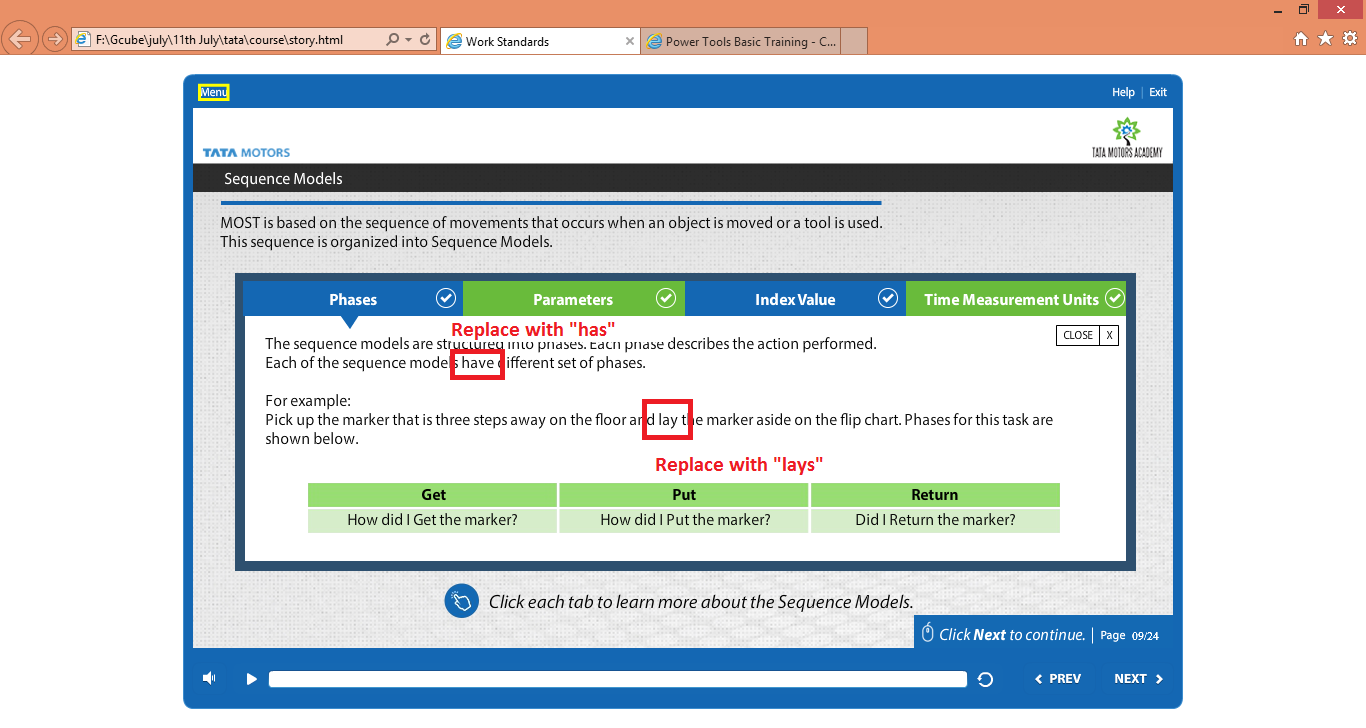 F:\Gcube\july\11th July\tata\course\story.html
Work Standards
Power Tools Basic Training - C...
Menu
Help | Exit
TATA MOTORS
TATA MOTORS ACADEMY
Sequence Models
MOST is based on the sequence of movements that occurs when an object is moved or a tool is used.
This sequence is organized into Sequence Models.
Phases
Parameters
Index Value
Time Measurement Units
Replace with "has"
CLOSE X
The sequence models are structured into phases. Each phase describes the action performed.
Each of the sequence models have different set of phases.
For example:
Pick up the marker that is three steps away on the floor and lay the marker aside on the flip chart. Phases for this task are
shown below.
Replace with "lays"
Get Put Return
How did I Get the marker? How did I Put the marker? Did I Return the marker?
Click each tab to learn more about the Sequence Models.
Click Next to continue. | Page 09/24
PREV NEXT